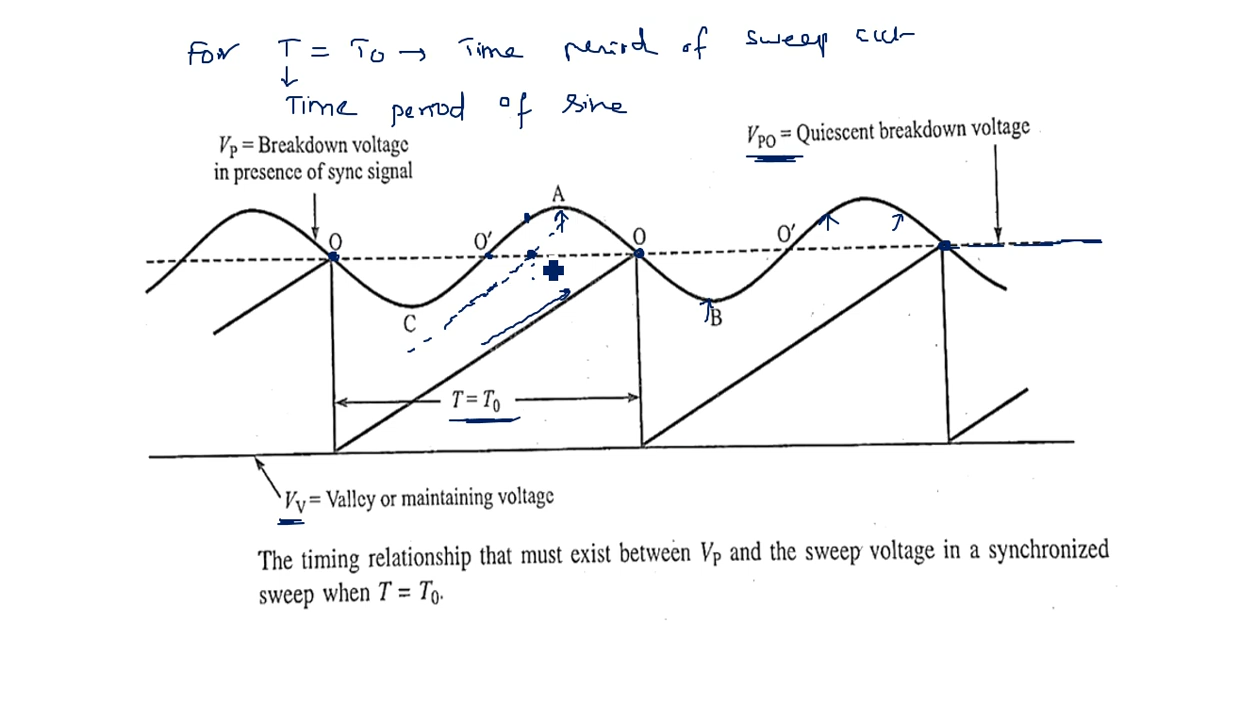 For T = T0 → Time period of sweep
↓
Time period of sine
VP = Breakdown voltage
in presence of sync signal
VPO = Quiescent breakdown voltage
A
O O′ O O′
C B
T = T0
VV = Valley or maintaining voltage
The timing relationship that must exist between VP and the sweep voltage in a synchronized
sweep when T = T0.